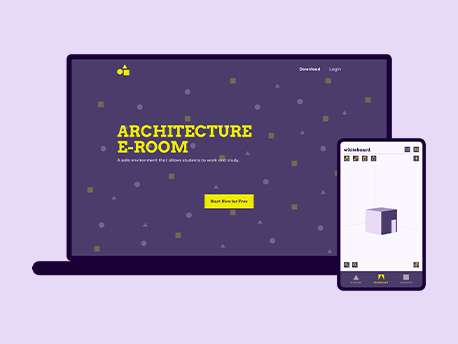 Download Login
ARCHITECTURE
E-ROOM
A safe environment that allows students to work and study.
Start Now for Free
whiteboard